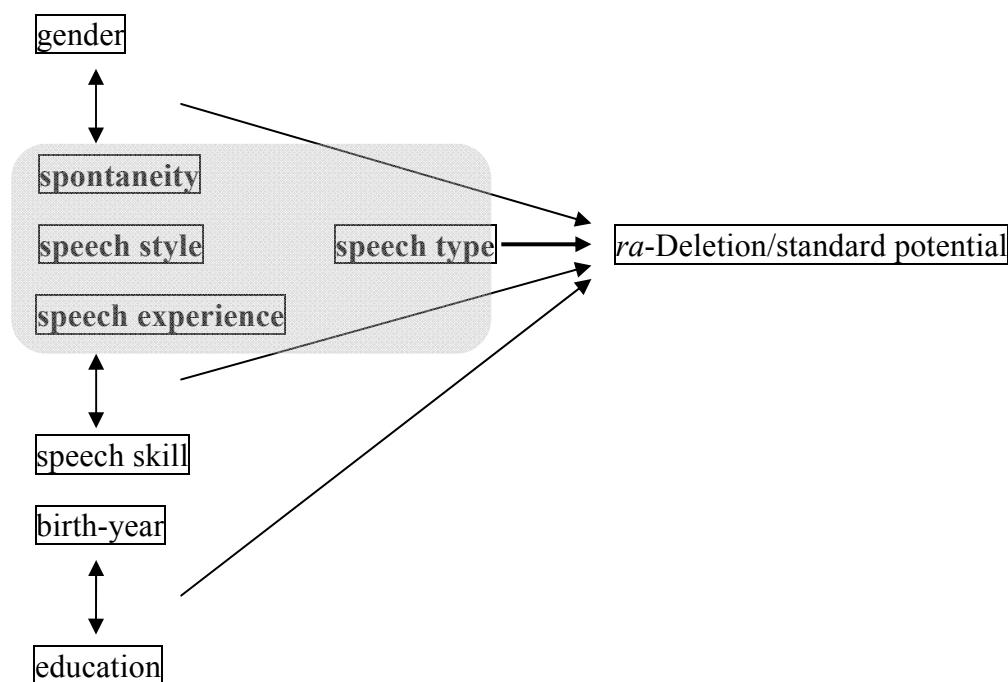 gender
spontaneity
speech style
speech type
ra-Deletion/standard potential
speech experience
speech skill
birth-year
education